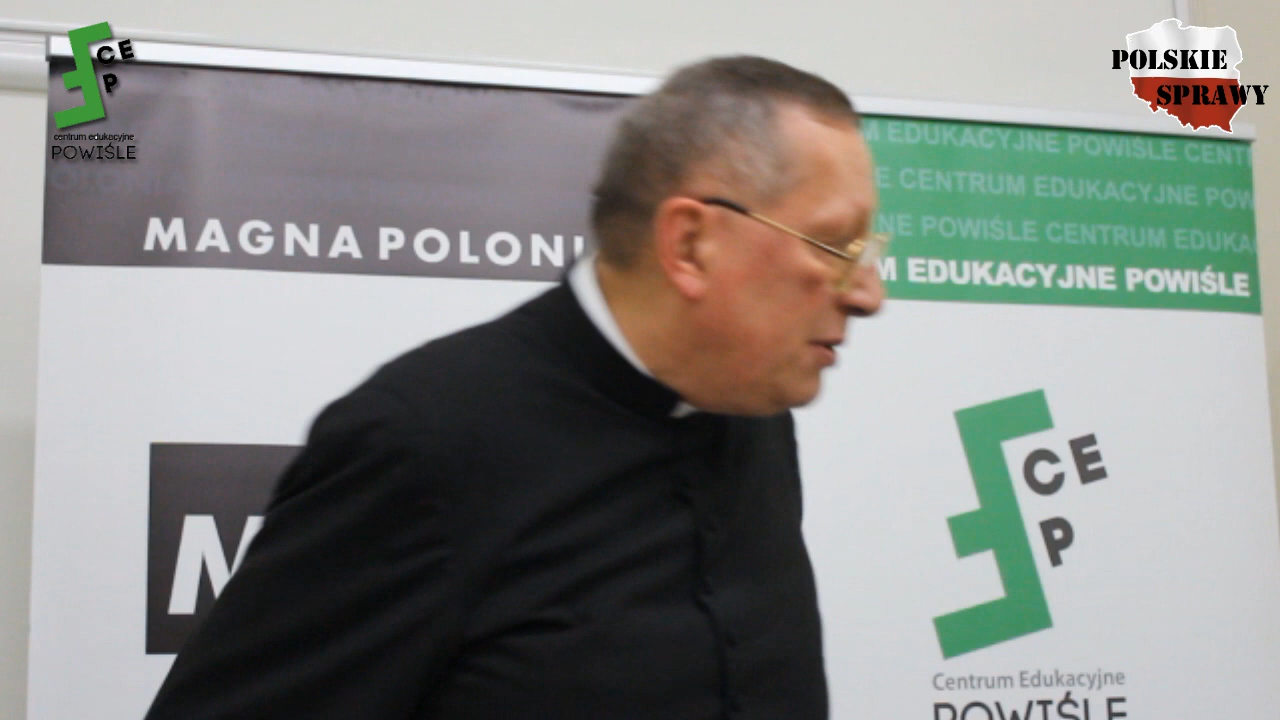 CE
P
centrum edukacyjne
POWIŚLE
POLSKIE
SPRAWY
MAGNA POLONI
M EDUKACYJNE POWIŚLE CENT
E CENTRUM EDUKACYJNE POW
NE POWIŚLE CENTRUM EDUKA
M EDUKACYJNE POWIŚLE
M
CE
P
Centrum Edukacyjne
POWIŚLE